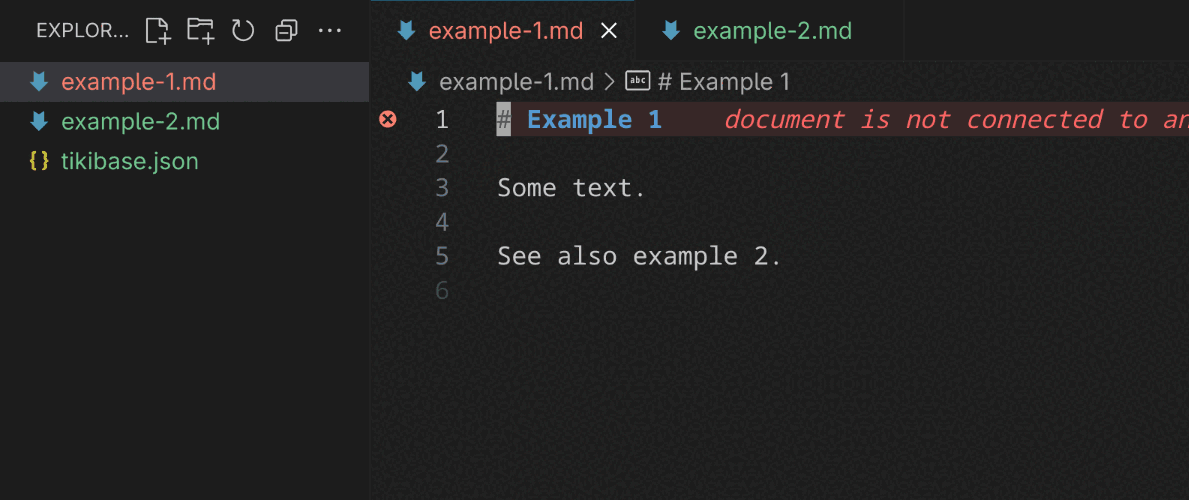 EXPLOR...
example-1.md
example-2.md
tikibase.json
example-1.md example-2.md
example-1.md > abc # Example 1
1 # Example 1 document is not connected to an
2
3 Some text.
4
5 See also example 2.
6